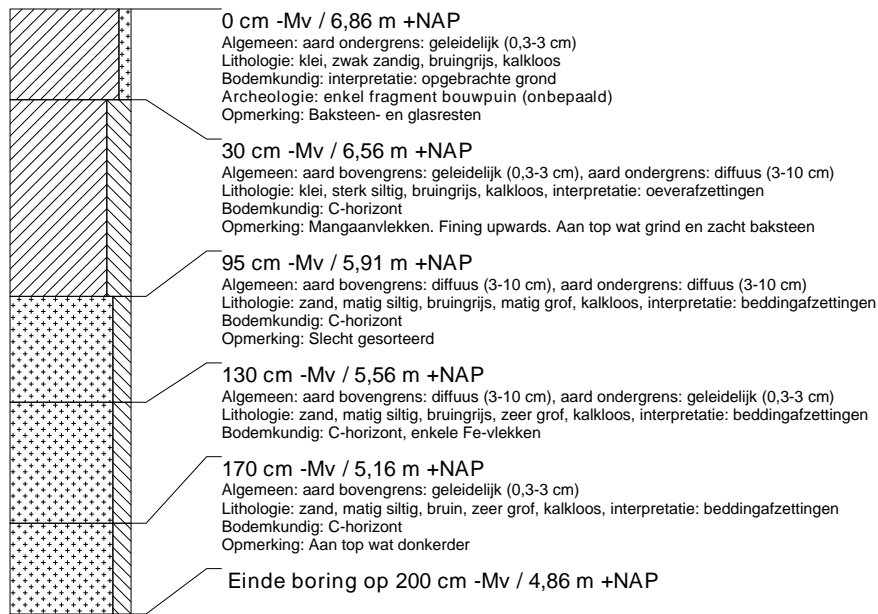 0 cm -Mv / 6,86 m +NAP
Algemeen: aard ondergrens: geleidelijk (0,3-3 cm)
Lithologie: klei, zwak zandig, bruingrijs, kalkloos
Bodemkundig: interpretatie: opgebrachte grond
Archeologie: enkel fragment bouwpuin (onbepaald)
Opmerking: Baksteen- en glasresten
30 cm -Mv / 6,56 m +NAP
Algemeen: aard bovengrens: geleidelijk (0,3-3 cm), aard ondergrens: diffuus (3-10 cm)
Lithologie: klei, sterk siltig, bruingrijs, kalkloos, interpretatie: oeverafzettingen
Bodemkundig: C-horizont
Opmerking: Mangaanvlekken. Fining upwards. Aan top wat grind en zacht baksteen
95 cm -Mv / 5,91 m +NAP
Algemeen: aard bovengrens: diffuus (3-10 cm), aard ondergrens: diffuus (3-10 cm)
Lithologie: zand, matig siltig, bruingrijs, matig grof, kalkloos, interpretatie: beddingafzettingen
Bodemkundig: C-horizont
Opmerking: Slecht gesorteerd
130 cm -Mv / 5,56 m +NAP
Algemeen: aard bovengrens: diffuus (3-10 cm), aard ondergrens: geleidelijk (0,3-3 cm)
Lithologie: zand, matig siltig, bruingrijs, zeer grof, kalkloos, interpretatie: beddingafzettingen
Bodemkundig: C-horizont, enkele Fe-vlekken
170 cm -Mv / 5,16 m +NAP
Algemeen: aard bovengrens: geleidelijk (0,3-3 cm)
Lithologie: zand, matig siltig, bruin, zeer grof, kalkloos, interpretatie: beddingafzettingen
Bodemkundig: C-horizont
Opmerking: Aan top wat donkerder
Einde boring op 200 cm -Mv / 4,86 m +NAP